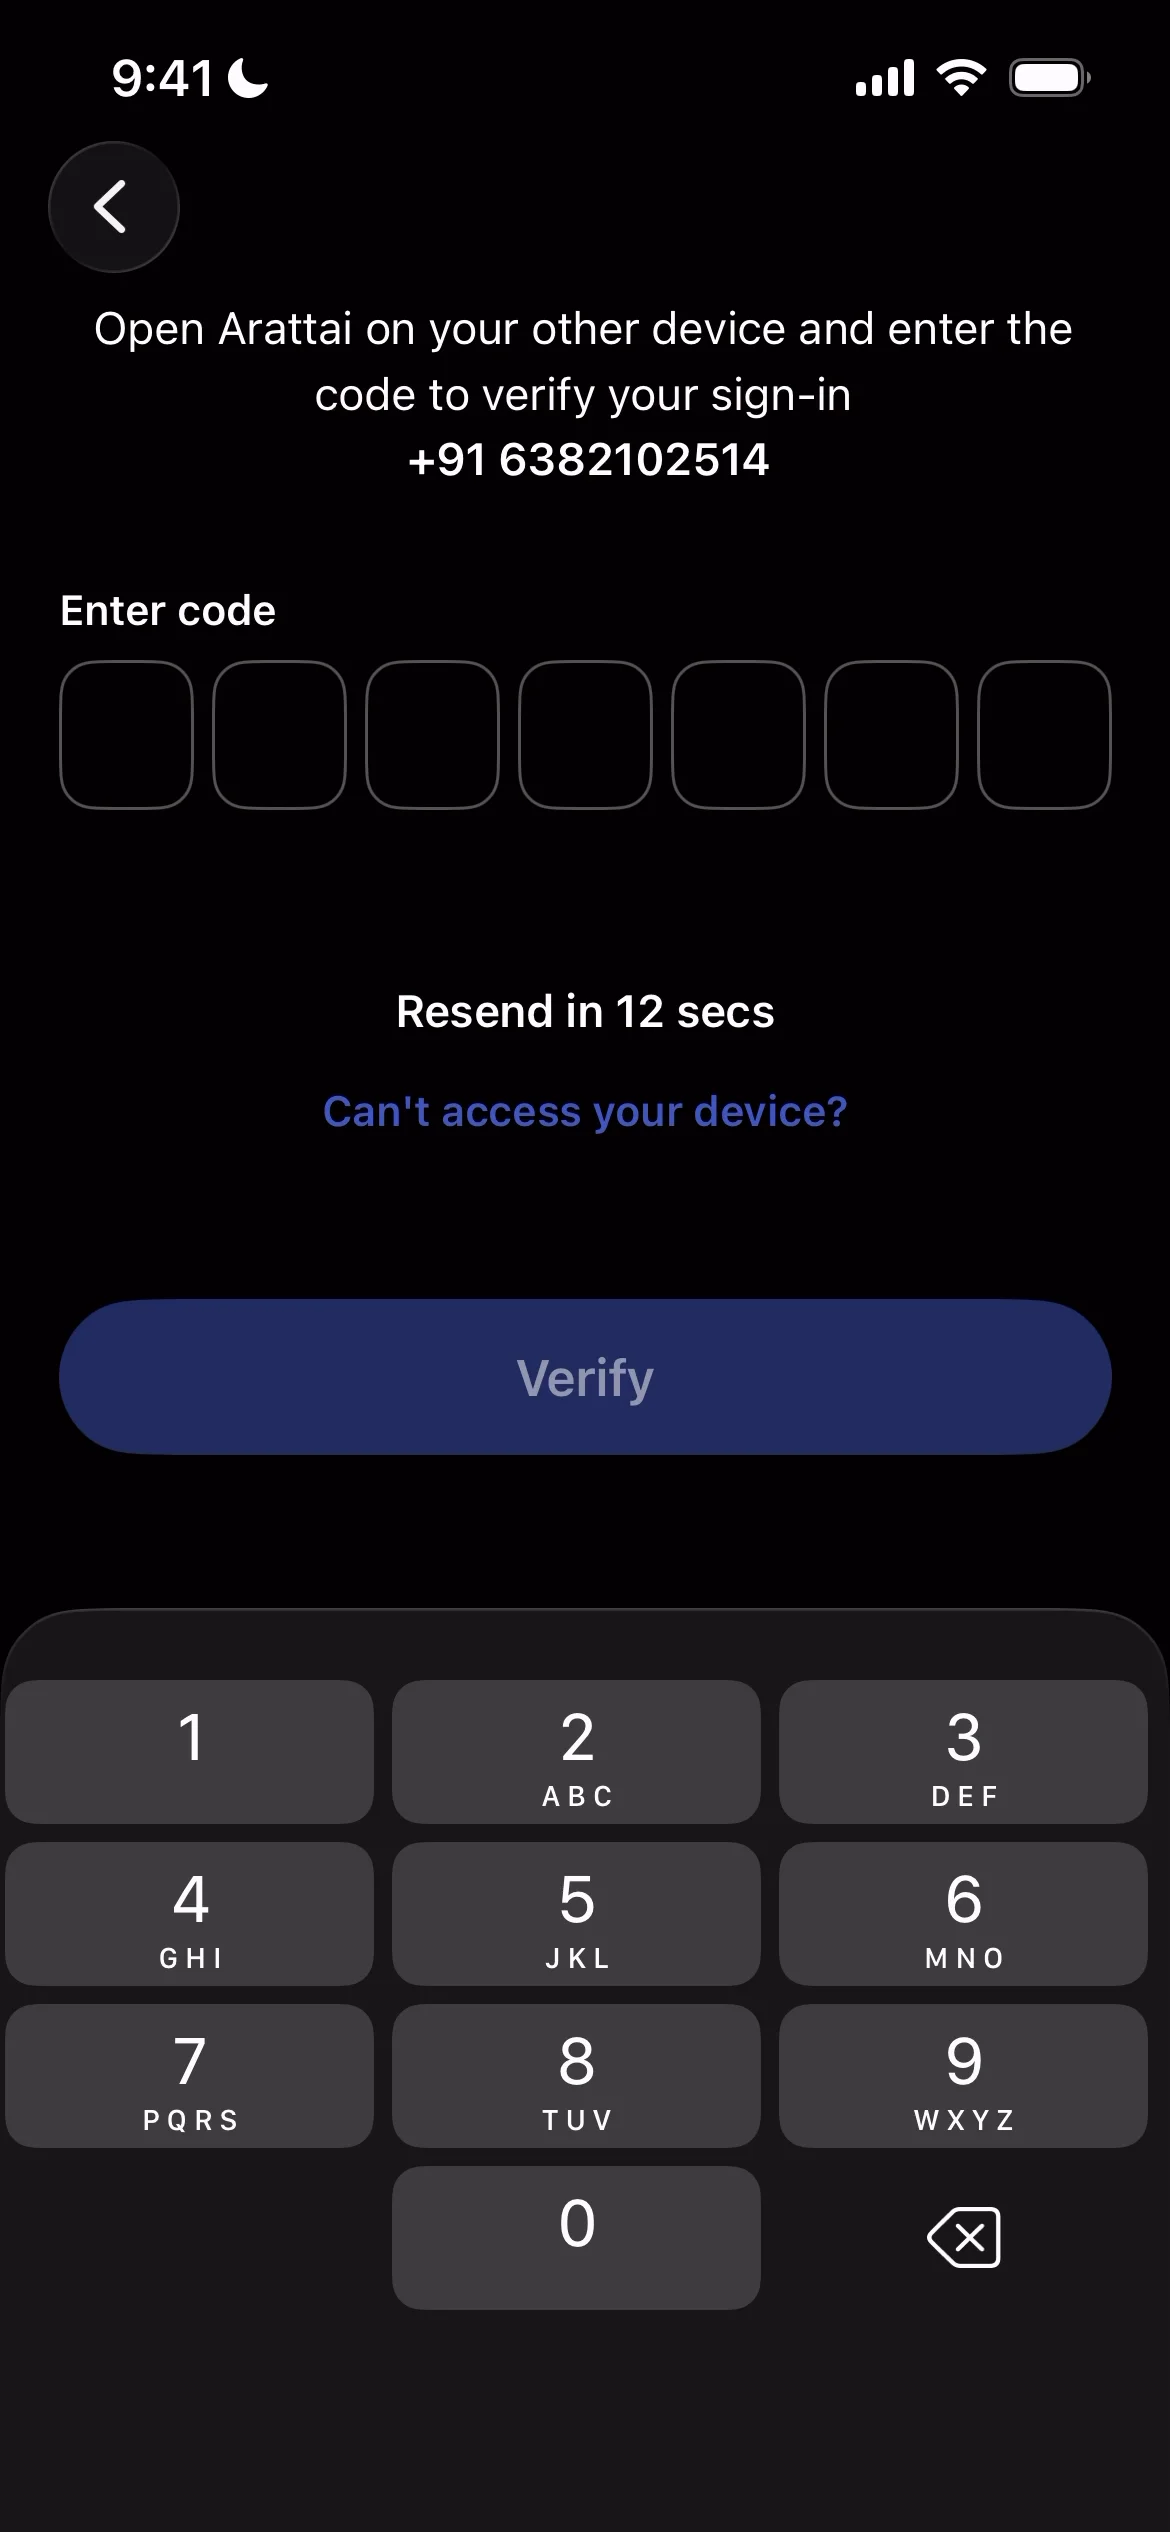 9:41
Open Arattai on your other device and enter the
code to verify your sign-in
+91 6382102514
Enter code
Resend in 12 secs
Can't access your device?
Verify
1
2
ABC
3
DEF
4
GHI
5
JKL
6
MNO
7
PQRS
8
TUV
9
WXYZ
0